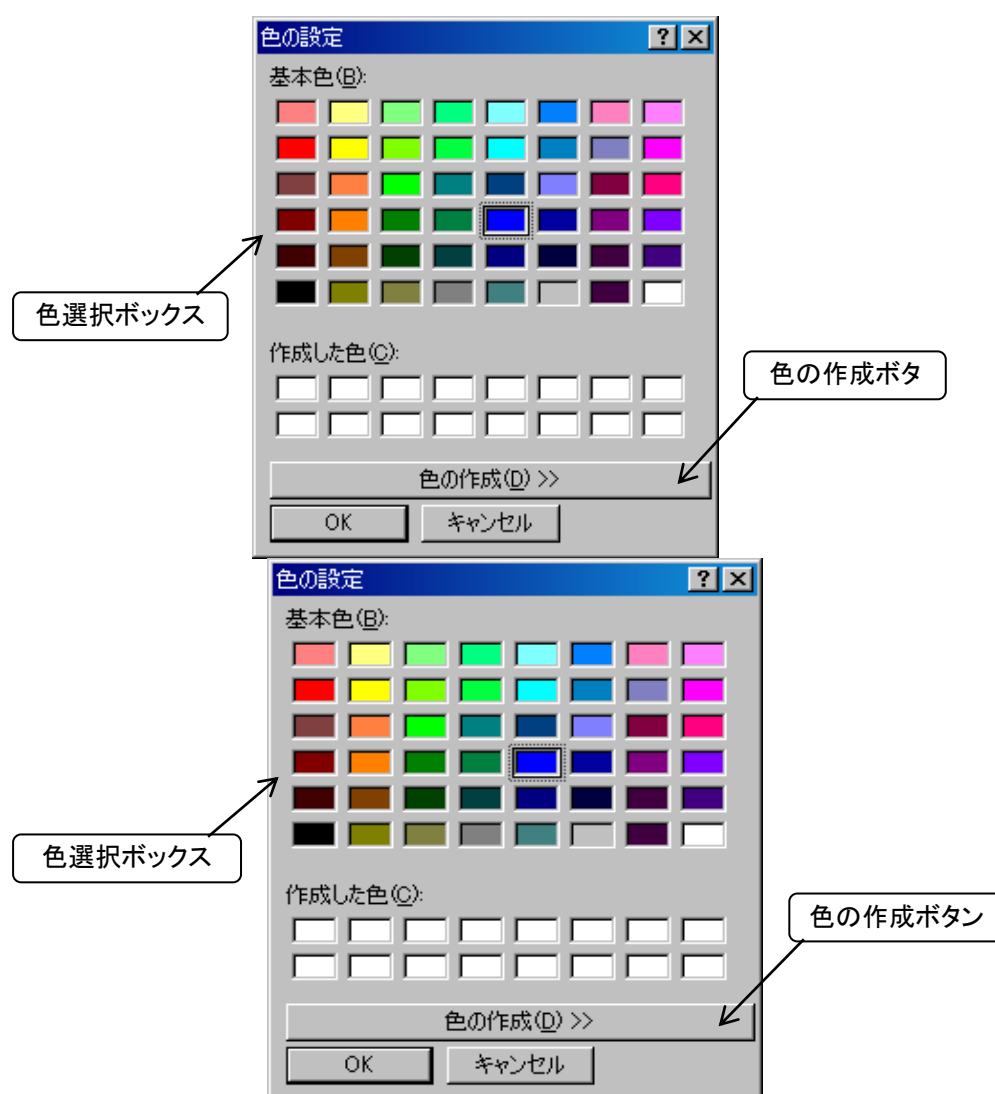 色の設定
基本色(B):
色選択ボックス
作成した色(C):
色の作成ボタ
色の作成(D) >>
OK
キャンセル
色の設定
基本色(B):
色選択ボックス
作成した色(C):
色の作成ボタン
色の作成(D) >>
OK
キャンセル